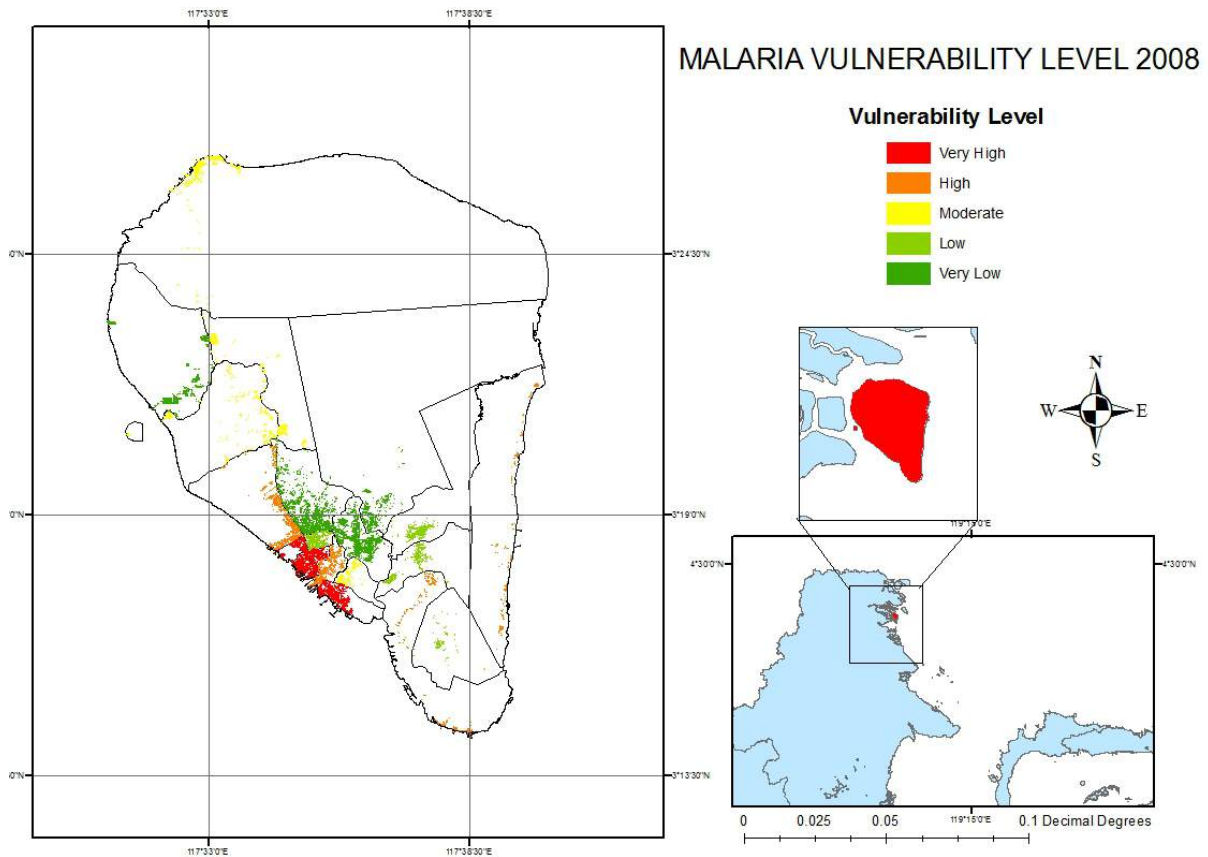 117°33'0"E 117°38'30"E
MALARIA VULNERABILITY LEVEL 2008
Vulnerability Level
Very High
High
Moderate
Low
Very Low
3°24'30"N
3°19'0"N
3°13'30"N
117°33'0"E 117°38'30"E
N
W E
S
119°15'0"E
4°30'0"N 4°30'0"N
119°15'0"E
0 0.025 0.05 0.1 Decimal Degrees